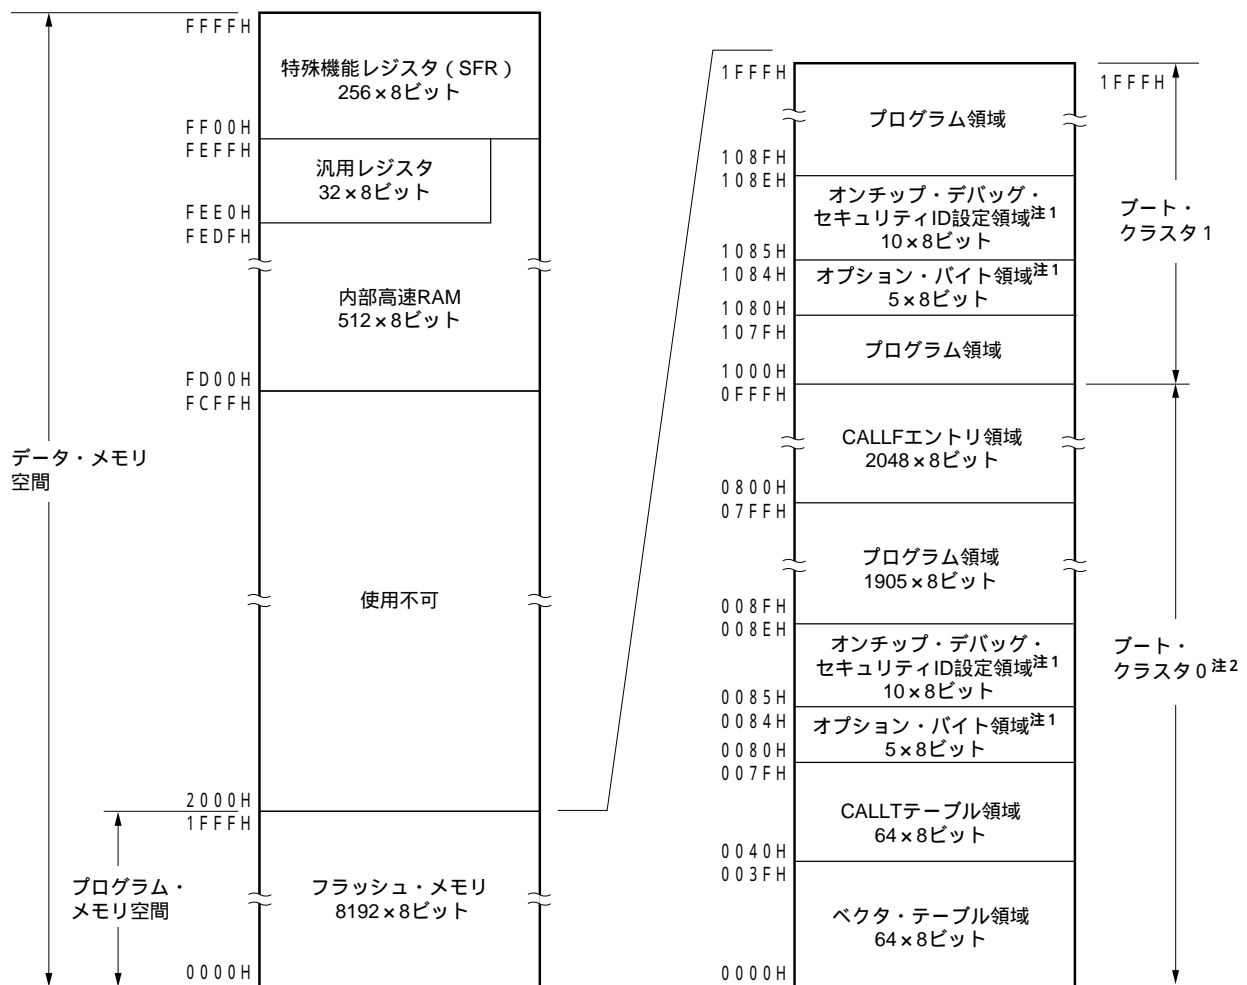 FFFFH
特殊機能レジスタ(SFR)
256×8ビット
FF00H
FEFFH
汎用レジスタ
32×8ビット
FEE0H
FEDFH
内部高速RAM
512×8ビット
FD00H
FCFFH
データ・メモリ
空間
使用不可
2000H
1FFFH
プログラム・
メモリ空間
フラッシュ・メモリ
8192×8ビット
0000H
1FFFH
1FFFH
プログラム領域
108FH
108EH
オンチップ・デバッグ・
セキュリティID設定領域注1
10×8ビット
ブート・
クラスタ1
1085H
1084H
オプション・バイト領域注1
5×8ビット
1080H
107FH
プログラム領域
1000H
0FFFH
CALLFエントリ領域
2048×8ビット
0800H
07FFH
プログラム領域
1905×8ビット
008FH
008EH
オンチップ・デバッグ・
セキュリティID設定領域注1
10×8ビット
ブート・
クラスタ0注2
0085H
0084H
オプション・バイト領域注1
5×8ビット
0080H
007FH
CALLTテーブル領域
64×8ビット
0040H
003FH
ベクタ・テーブル領域
64×8ビット
0000H